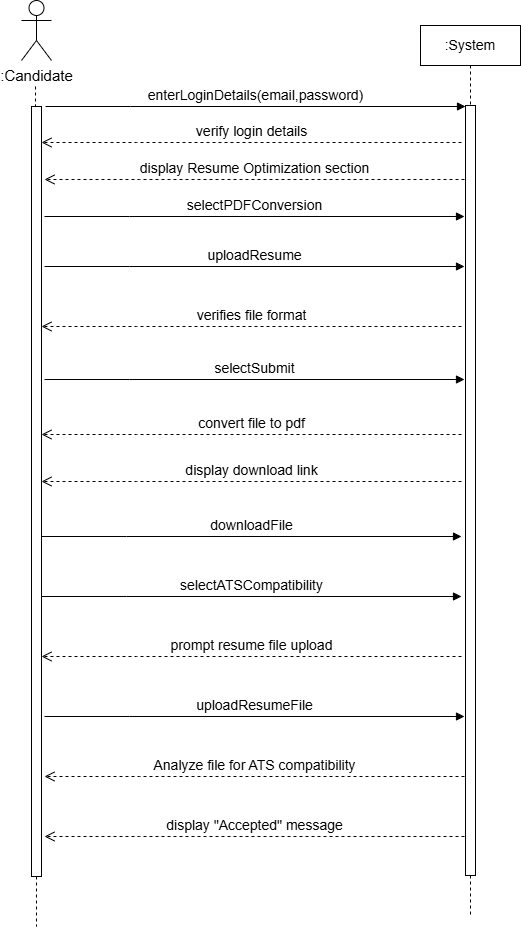 :System
:Candidate
enterLoginDetails(email,password)
verify login details
display Resume Optimization section
selectPDFConversion
uploadResume
verifies file format
selectSubmit
convert file to pdf
display download link
downloadFile
selectATSCompatibility
prompt resume file upload
uploadResumeFile
Analyze file for ATS compatibility
display "Accepted" message